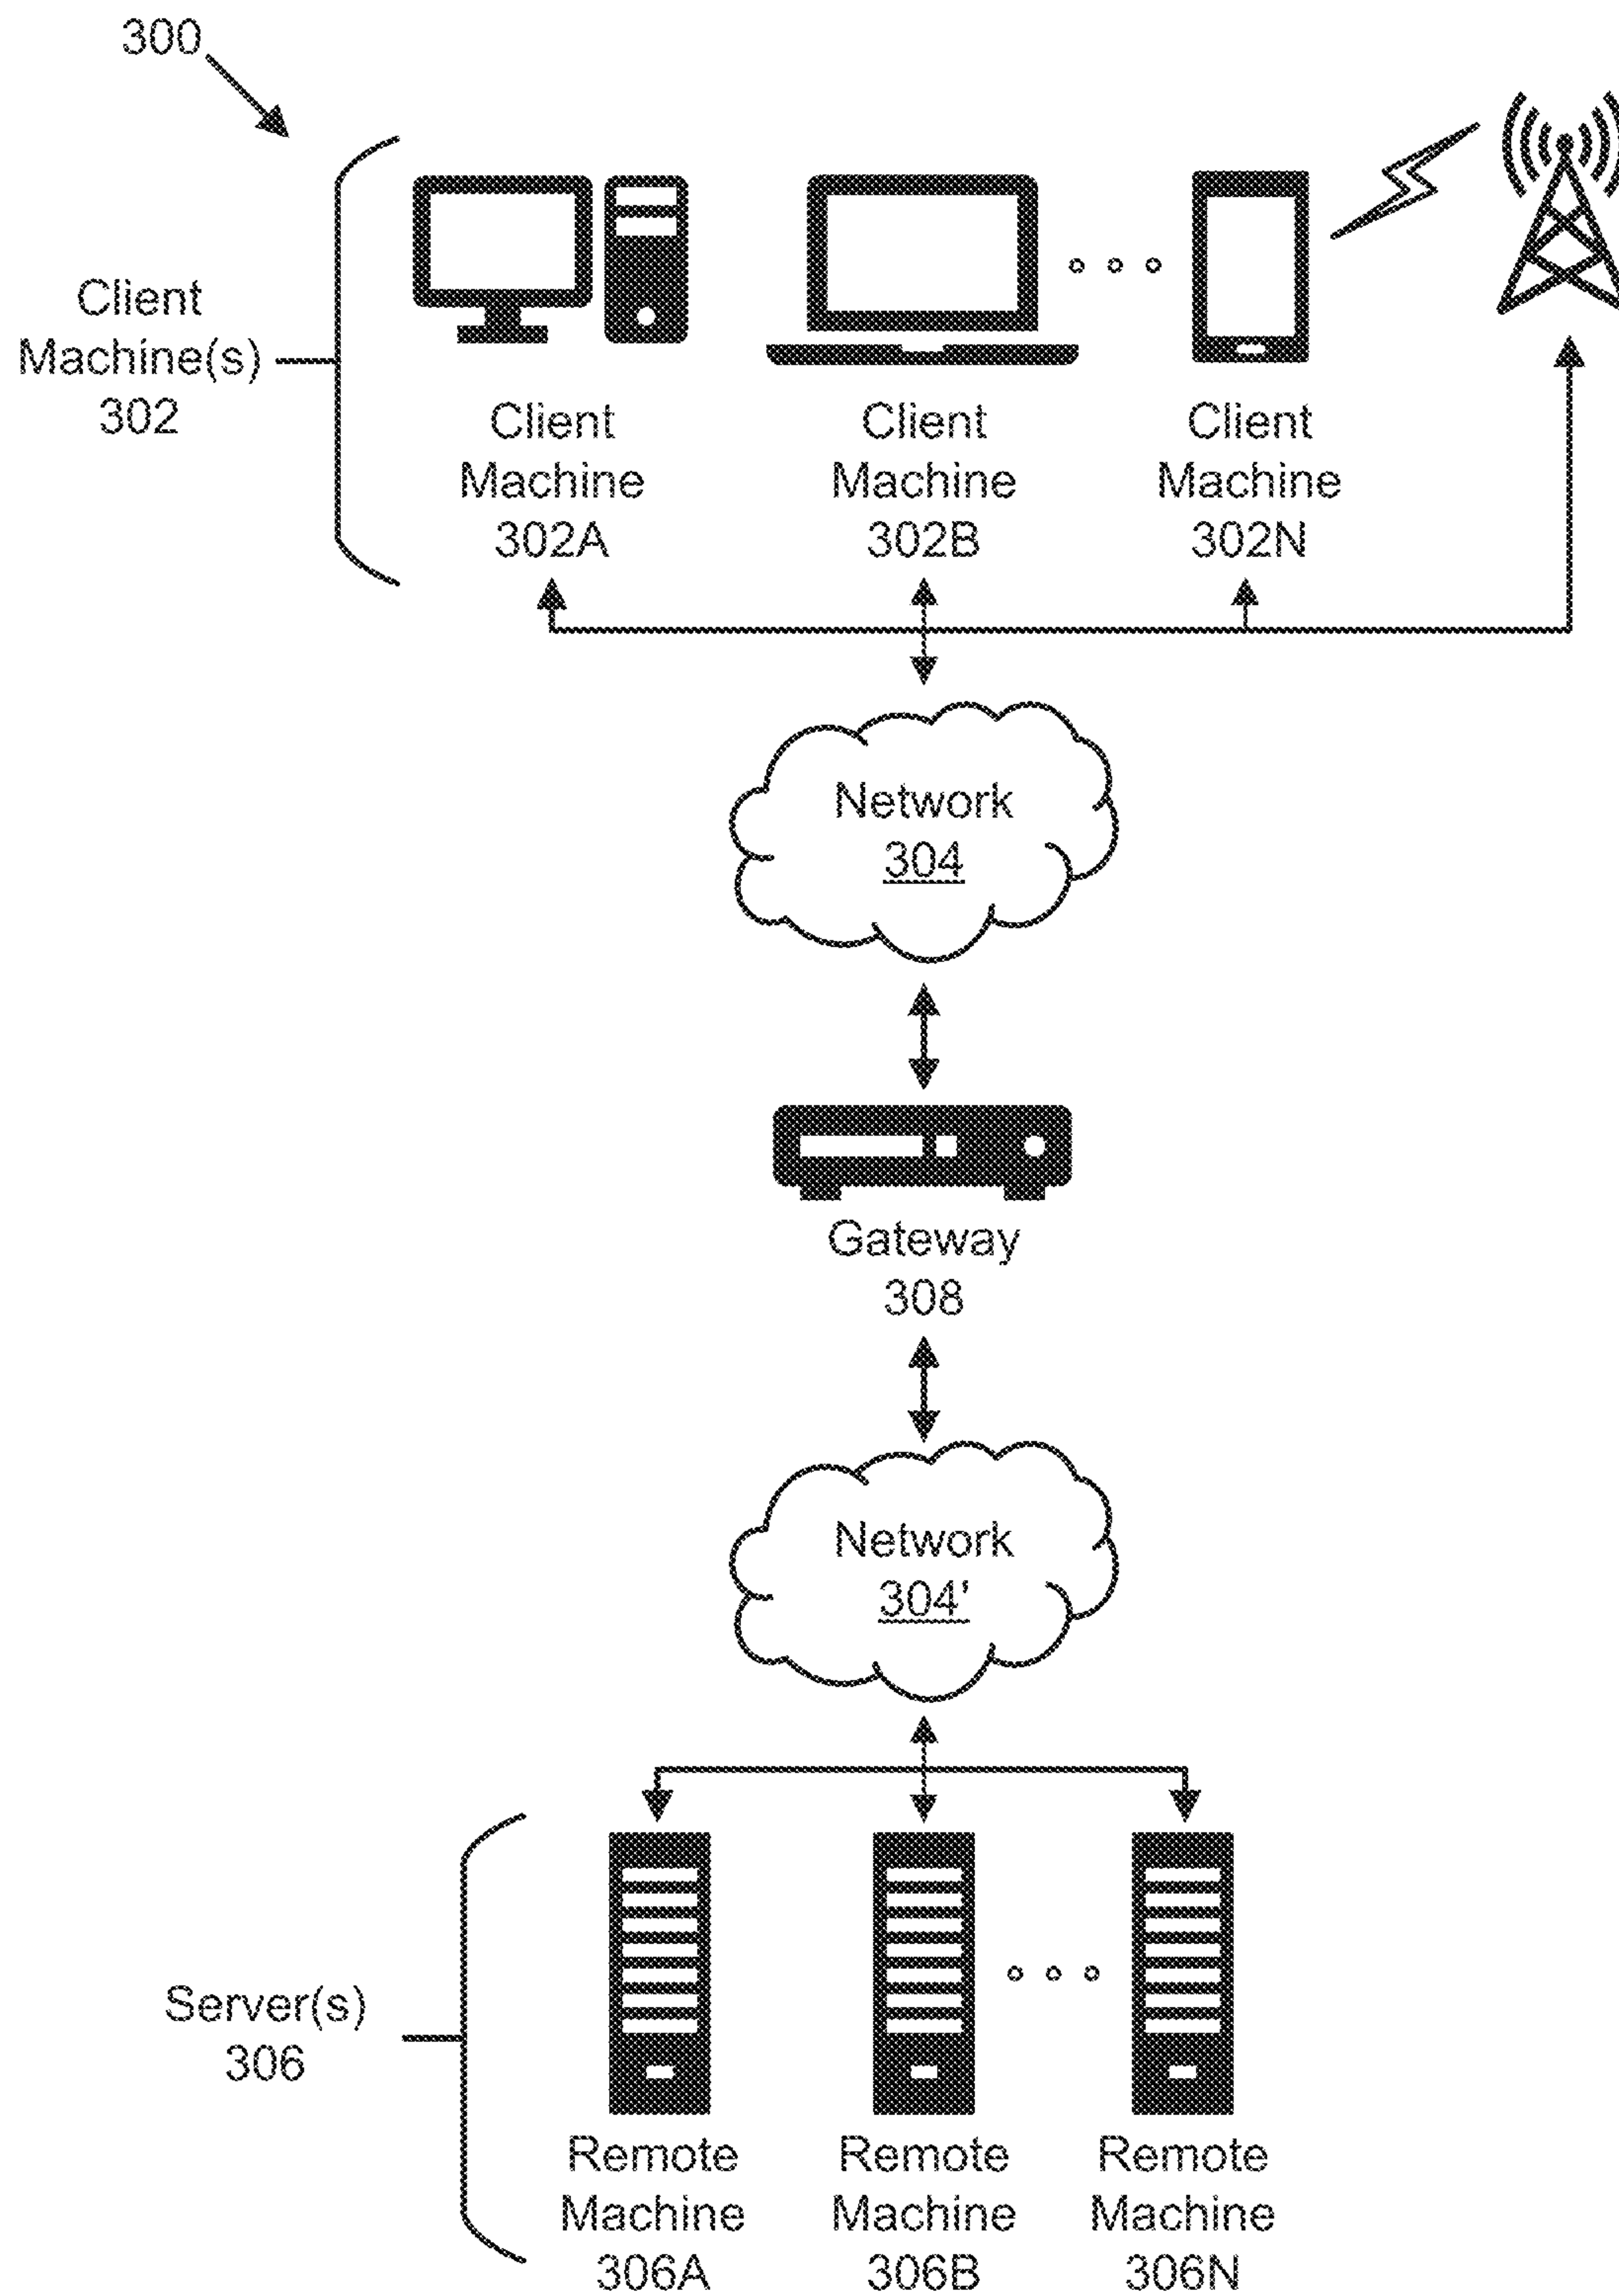 300
Client
Machine(s)
302
Client
Machine
302A
Client
Machine
302B
Client
Machine
302N
Network
304
Gateway
308
Network
304'
Server(s)
306
Remote
Machine
306A
Remote
Machine
306B
Remote
Machine
306N